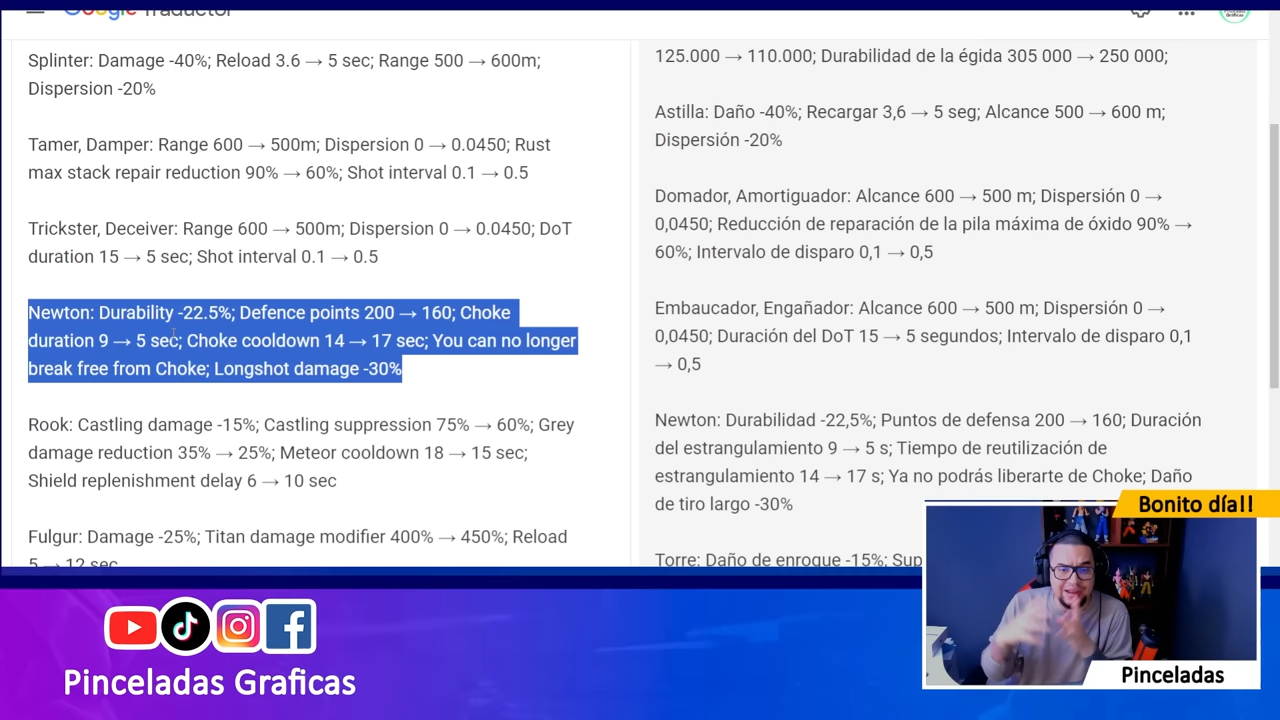 Google Traductor
Splinter: Damage -40%; Reload 3.6 → 5 sec; Range 500 → 600m;
Dispersion -20%
Tamer, Damper: Range 600 → 500m; Dispersion 0 → 0.0450; Rust
max stack repair reduction 90% → 60%; Shot interval 0.1 → 0.5
Trickster, Deceiver: Range 600 → 500m; Dispersion 0 → 0.0450; DoT
duration 15 → 5 sec; Shot interval 0.1 → 0.5
Newton: Durability -22.5%; Defence points 200 → 160; Choke
duration 9 → 5 sec; Choke cooldown 14 → 17 sec; You can no longer
break free from Choke; Longshot damage -30%
Rook: Castling damage -15%; Castling suppression 75% → 60%; Grey
damage reduction 35% → 25%; Meteor cooldown 18 → 15 sec;
Shield replenishment delay 6 → 10 sec
Fulgur: Damage -25%; Titan damage modifier 400% → 450%; Reload
5 → 12 sec
125.000 → 110.000; Durabilidad de la égida 305 000 → 250 000;
Astilla: Daño -40%; Recargar 3,6 → 5 seg; Alcance 500 → 600 m;
Dispersión -20%
Domador, Amortiguador: Alcance 600 → 500 m; Dispersión 0 →
0,0450; Reducción de reparación de la pila máxima de óxido 90% →
60%; Intervalo de disparo 0,1 → 0,5
Embaucador, Engañador: Alcance 600 → 500 m; Dispersión 0 →
0,0450; Duración del DoT 15 → 5 segundos; Intervalo de disparo 0,1
→ 0,5
Newton: Durabilidad -22,5%; Puntos de defensa 200 → 160; Duración
del estrangulamiento 9 → 5 s; Tiempo de reutilización de
estrangulamiento 14 → 17 s; Ya no podrás liberarte de Choke; Daño
de tiro largo -30%
Torre: Daño de enroque -15%; Sup
Bonito día!!
Pinceladas
Pinceladas Graficas